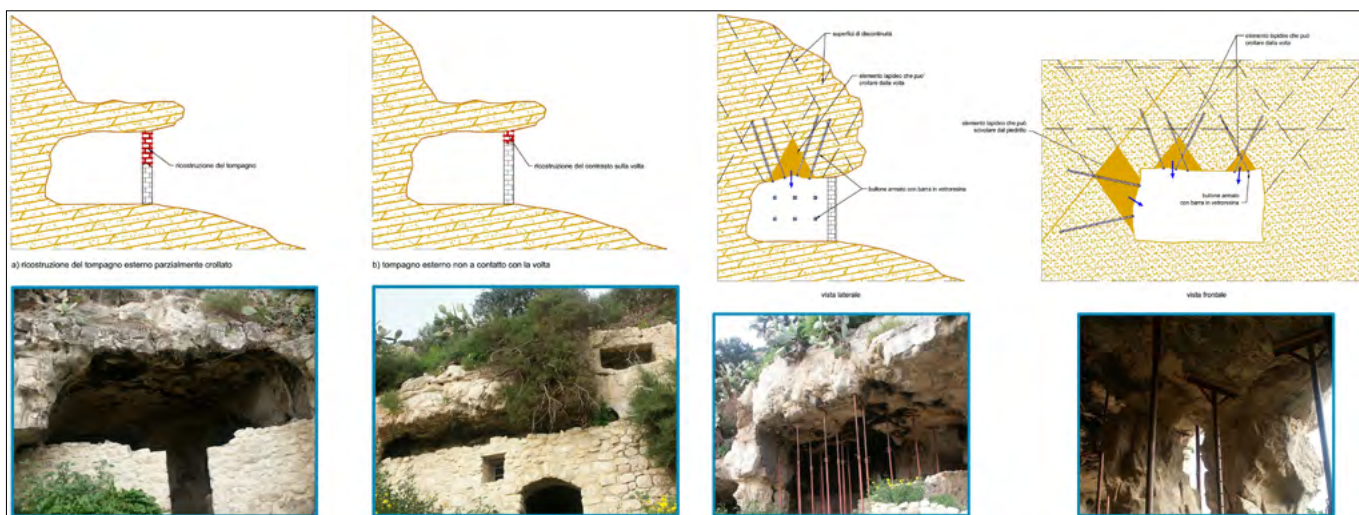 ricostruzione del tompagno
a) ricostruzione del tompagno esterno parzialmente crollato
ricostruzione del contrasto sulla volta
b) tompagno esterno non a contatto con la volta
superfici di discontinuità
elemento lapideo che puo'
crollare dalla volta
bullone armato con barra in vetroresina
vista laterale
elemento lapideo che può
crollare dalla volta
elemento lapideo che può
scivolare dal piedritto
bullone armato
con barra in vetroresina
vista frontale